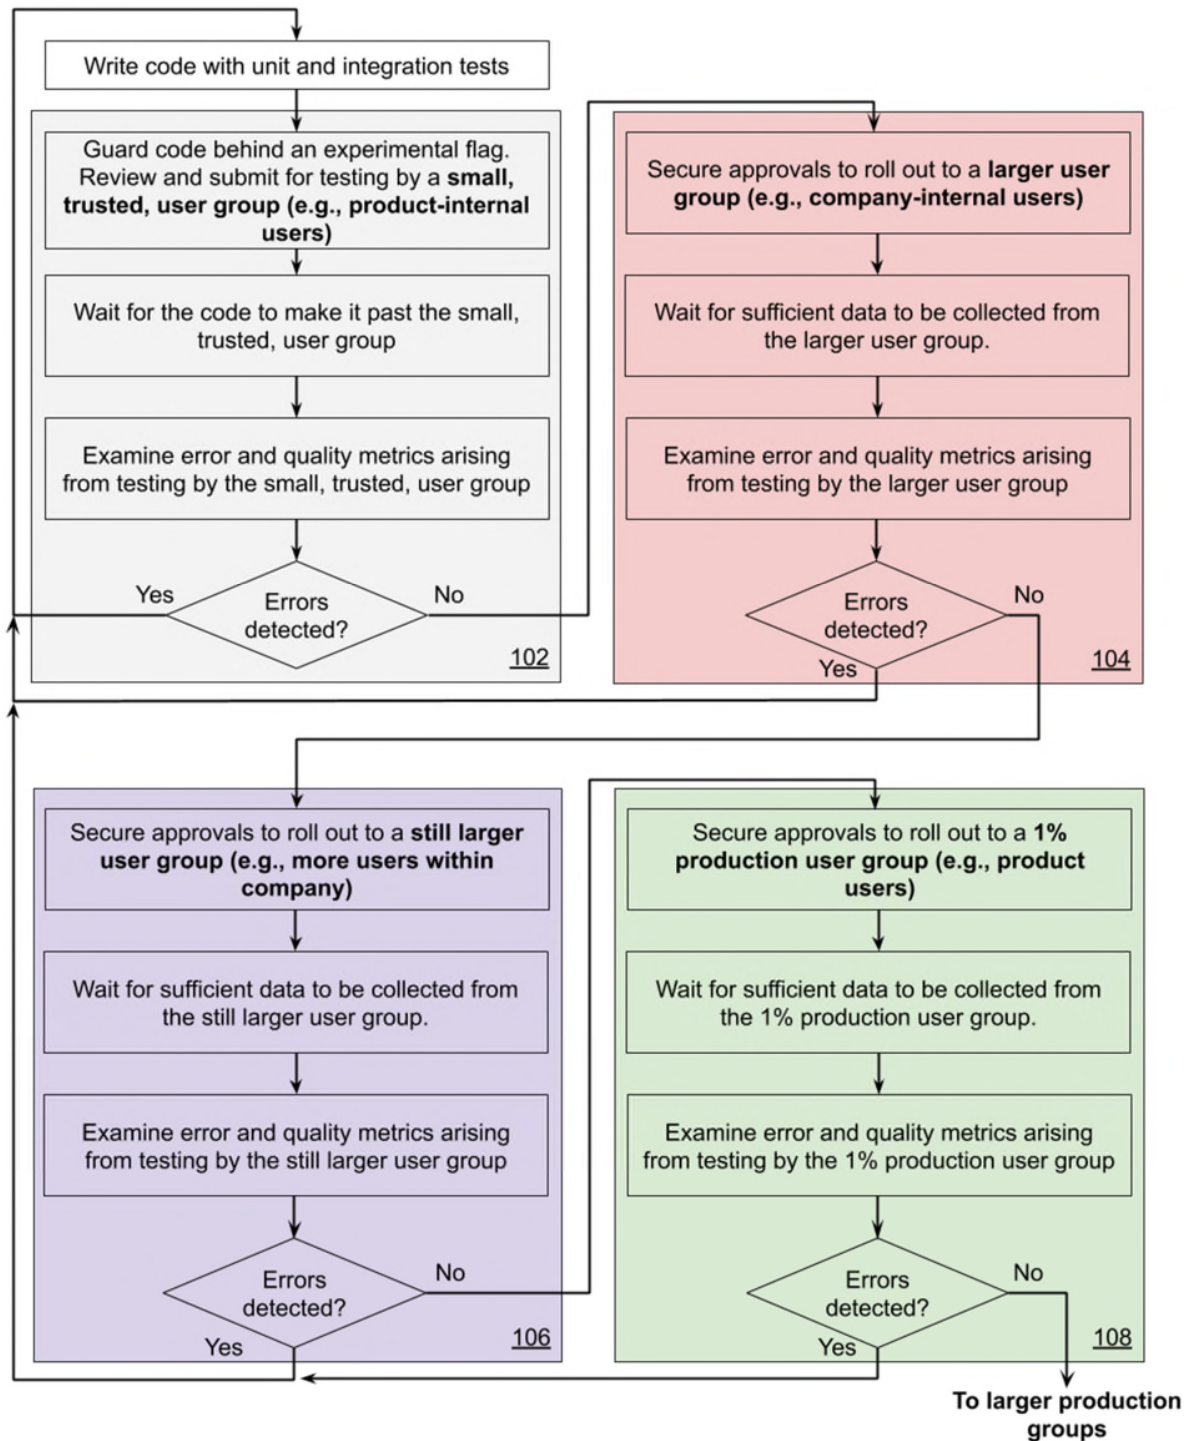 Write code with unit and integration tests
Guard code behind an experimental flag.
Review and submit for testing by a small,
trusted, user group (e.g., product-internal
users)
Wait for the code to make it past the small,
trusted, user group
Examine error and quality metrics arising
from testing by the small, trusted, user group
Yes
Errors
detected?
No
102
Secure approvals to roll out to a larger user
group (e.g., company-internal users)
Wait for sufficient data to be collected from
the larger user group.
Examine error and quality metrics arising
from testing by the larger user group
Errors
detected?
No
Yes
104
Secure approvals to roll out to a still larger
user group (e.g., more users within
company)
Wait for sufficient data to be collected from
the still larger user group.
Examine error and quality metrics arising
from testing by the still larger user group
Errors
detected?
No
Yes
106
Secure approvals to roll out to a 1%
production user group (e.g., product
users)
Wait for sufficient data to be collected from
the 1% production user group.
Examine error and quality metrics arising
from testing by the 1% production user group
Errors
detected?
No
Yes
108
To larger production
groups